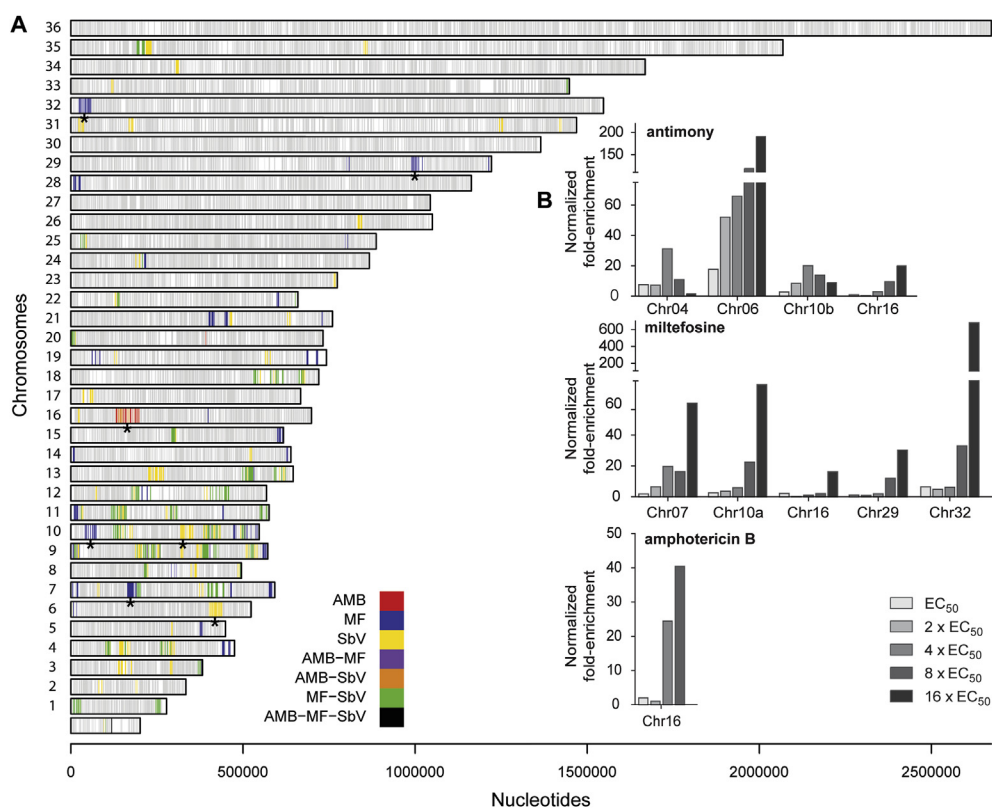 A
36
35
34
33
32
31
30
29
28
27
26
25
24
23
22
21
20
19
18
17
16
15
14
13
12
11
10
9
8
7
6
5
4
3
2
1
Chromosomes
*
*
*
*
*
*
*
0
500000
1000000
1500000
2000000
2500000
Nucleotides
AMB
MF
SbV
AMB-MF
AMB-SbV
MF-SbV
AMB-MF-SbV
B
antimony
Normalized
fold-enrichment
200
150
60
40
20
0
Chr04 Chr06 Chr10b Chr16
miltefosine
Normalized
fold-enrichment
600
400
200
60
40
20
0
Chr07 Chr10a Chr16 Chr29 Chr32
amphotericin B
Normalized
fold-enrichment
50
40
30
20
10
0
Chr16
EC50
2 x EC50
4 x EC50
8 x EC50
16 x EC50